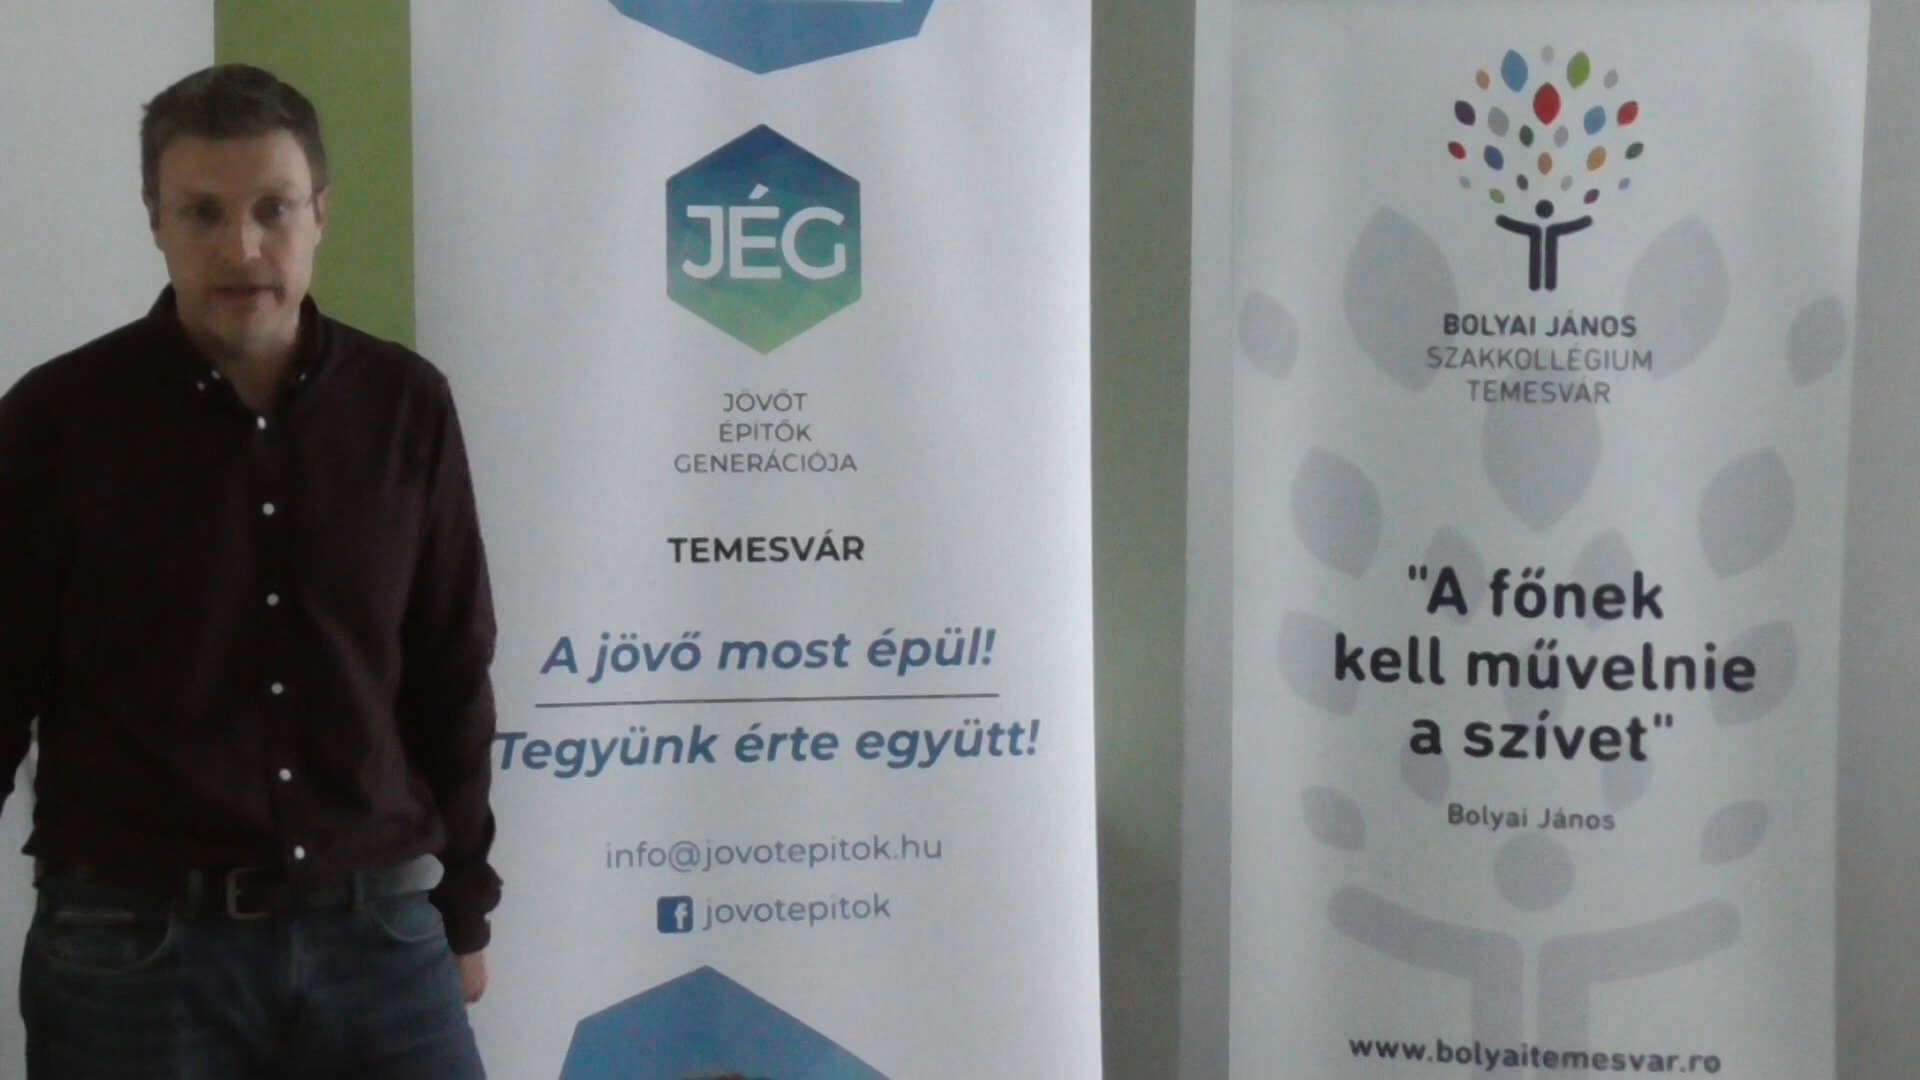 JÉG
JÖVŐT
ÉPÍTŐK
GENERÁCIÓJA
TEMESVÁR
A jövő most épül!
Tegyünk érte együtt!
info@jovotepitok.hu
f jovotepitok
BOLYAI JÁNOS
SZAKKOLLÉGIUM
TEMESVÁR
"A főnek
kell művelnie
a szívet"
Bolyai János
www.bolyaitemesvar.ro